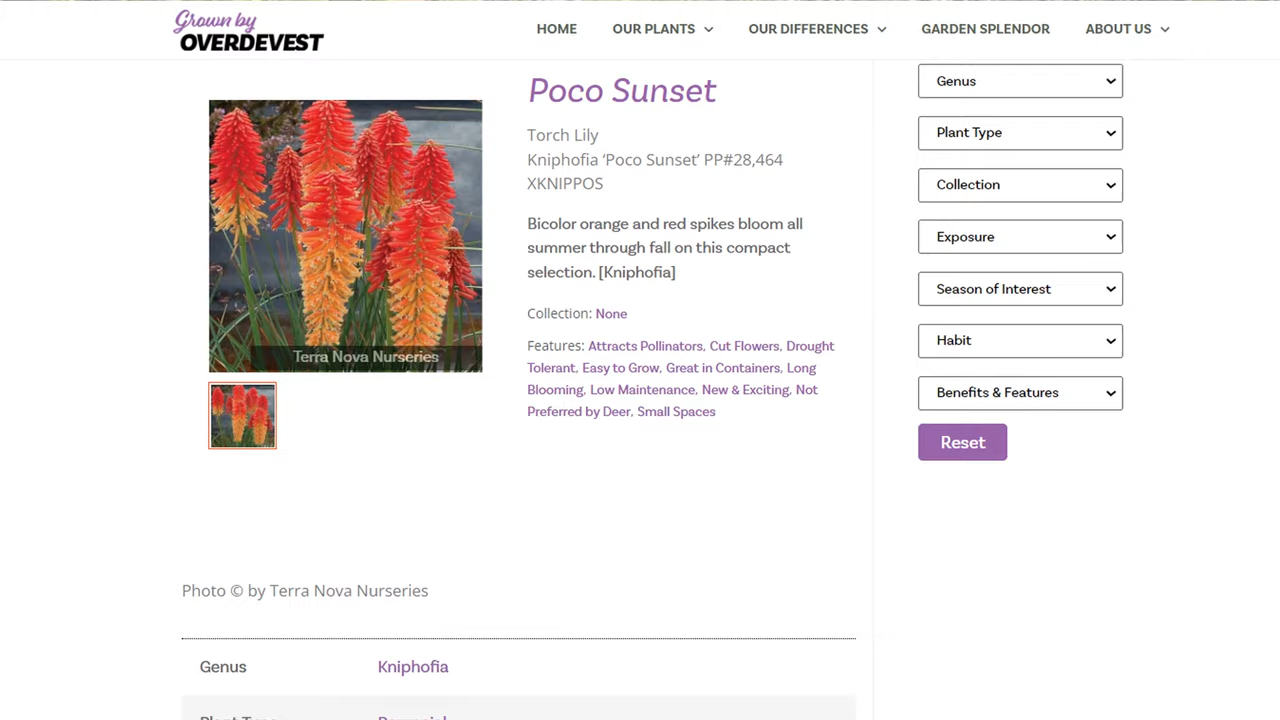 Grown by
OVERDEVEST
HOME
OUR PLANTS
OUR DIFFERENCES
GARDEN SPLENDOR
ABOUT US
Poco Sunset
Torch Lily
Kniphofia ‘Poco Sunset’ PP#28,464
XKNIPPOS
Bicolor orange and red spikes bloom all
summer through fall on this compact
selection. [Kniphofia]
Collection: None
Features: Attracts Pollinators, Cut Flowers, Drought
Tolerant, Easy to Grow, Great in Containers, Long
Blooming, Low Maintenance, New & Exciting, Not
Preferred by Deer, Small Spaces
Terra Nova Nurseries
Photo © by Terra Nova Nurseries
Genus Kniphofia
Plant Type Perennial
Genus
Plant Type
Collection
Exposure
Season of Interest
Habit
Benefits & Features
Reset